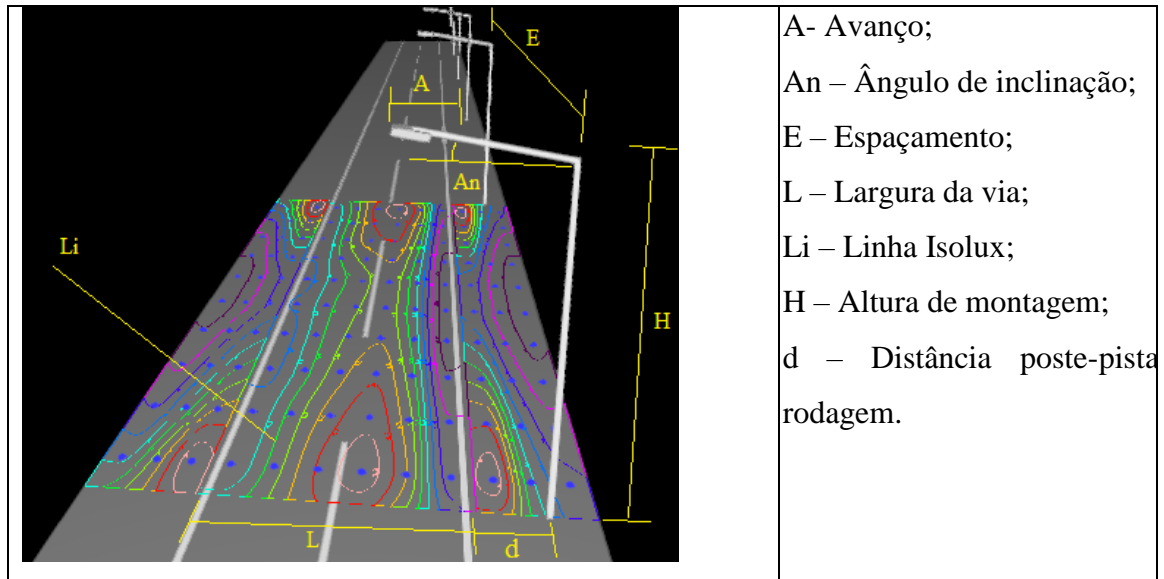 E
A
An
Li
H
L
d
A- Avanço;
An – Ângulo de inclinação;
E – Espaçamento;
L – Largura da via;
Li – Linha Isolux;
H – Altura de montagem;
d – Distância poste-pista
rodagem.